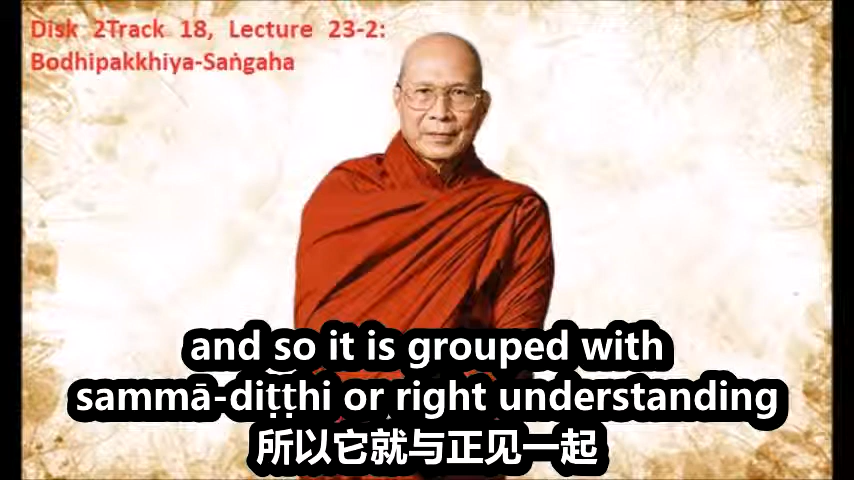 Disk 2Track 18, Lecture 23-2:
Bodhipakkhiya-Saṅgaha
and so it is grouped with
sammā-diṭṭhi or right understanding
所以它就与正见一起